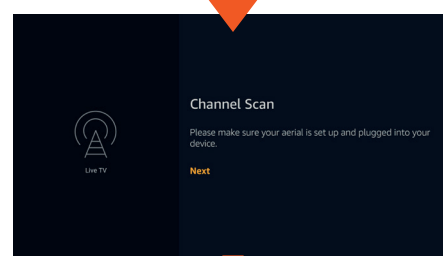 Channel Scan
Please make sure your aerial is set up and plugged into your
device.
Live TV
Next